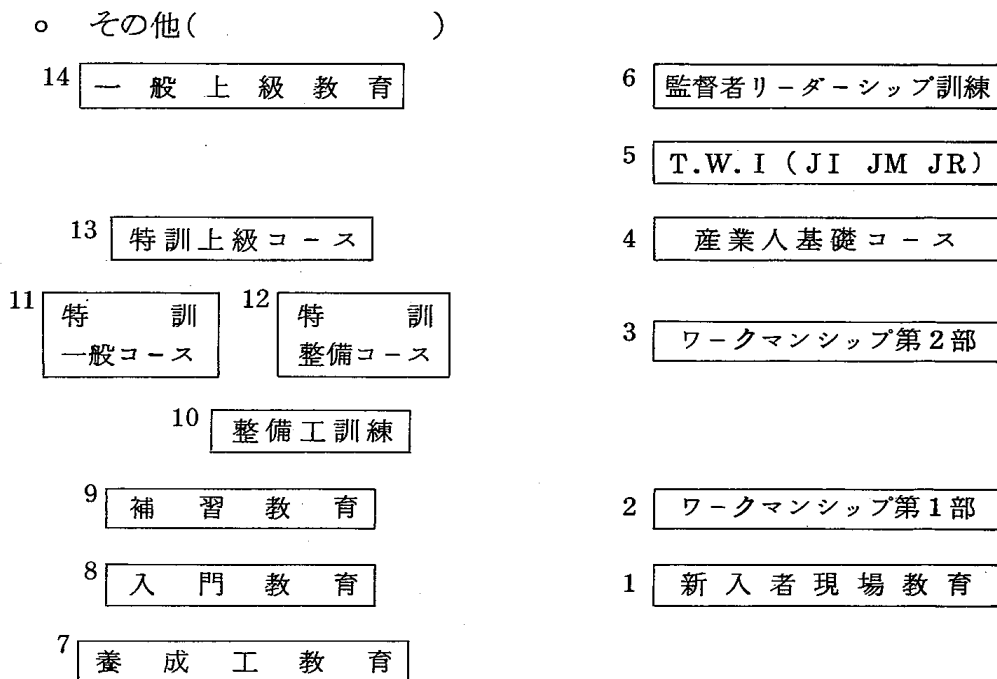 ○ その他( )
14 一般上級教育
6 監督者リーダーシップ訓練
5 T.W.I(JI JM JR)
13 特訓上級コース
4 産業人基礎コース
11 特訓
一般コース
12 特訓
整備コース
3 ワークマンシップ第2部
10 整備工訓練
9 補習教育
2 ワークマンシップ第1部
8 入門教育
1 新入者現場教育
7 養成工教育